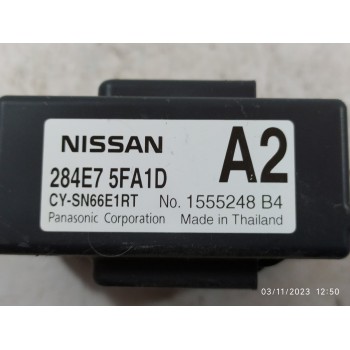 NISSAN
A2
284E7 5FA1D
CY-SN66E1RT No. 1555248 B4
Panasonic Corporation Made in Thailand
03/11/2023 12:50